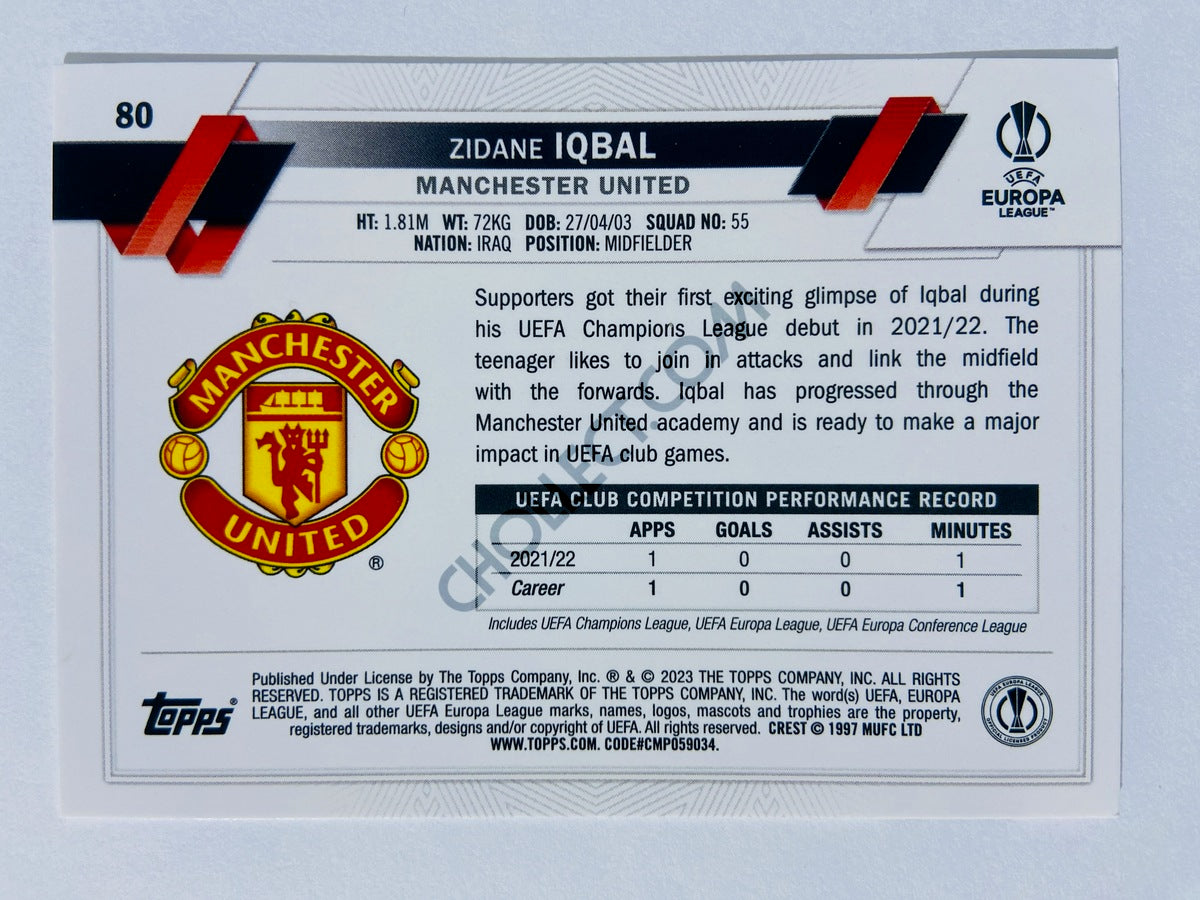 80
ZIDANE IQBAL
MANCHESTER UNITED
HT: 1.81M WT: 72KG DOB: 27/04/03 SQUAD NO: 55
NATION: IRAQ POSITION: MIDFIELDER
UEFA
EUROPA
LEAGUE™
Supporters got their first exciting glimpse of Iqbal during
his UEFA Champions League debut in 2021/22. The
teenager likes to join in attacks and link the midfield
with the forwards. Iqbal has progressed through the
Manchester United academy and is ready to make a major
impact in UEFA club games.
MANCHESTER
UNITED
®
UEFA CLUB COMPETITION PERFORMANCE RECORD
APPS GOALS ASSISTS MINUTES
2021/22 1 0 0 1
Career 1 0 0 1
Includes UEFA Champions League, UEFA Europa League, UEFA Europa Conference League
CHOLLECT.COM
Published Under License by The Topps Company, Inc. ® & © 2023 THE TOPPS COMPANY, INC. ALL RIGHTS
RESERVED. TOPPS IS A REGISTERED TRADEMARK OF THE TOPPS COMPANY, INC. The word(s) UEFA, EUROPA
LEAGUE, and all other UEFA Europa League marks, names, logos, mascots and trophies are the property,
registered trademarks, designs and/or copyright of UEFA. All rights reserved. CREST © 1997 MUFC LTD
WWW.TOPPS.COM. CODE#CMP059034.
topps®
UEFA EUROPA LEAGUE
OFFICIAL LICENSED PRODUCT